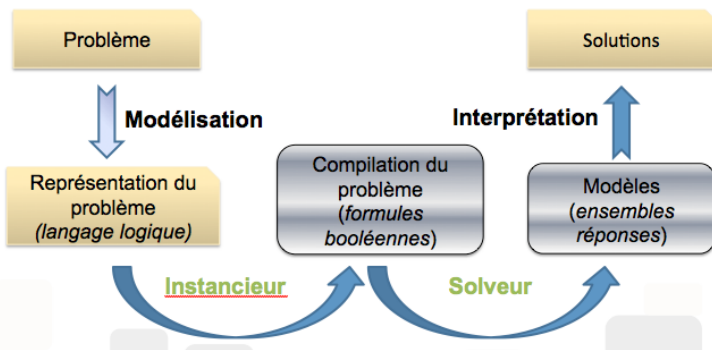 Problème
Solutions
Modélisation
Interprétation
Représentation du
problème
(langage logique)
Compilation du
problème
(formules
booléennes)
Modèles
(ensembles
réponses)
Instancieur
Solveur